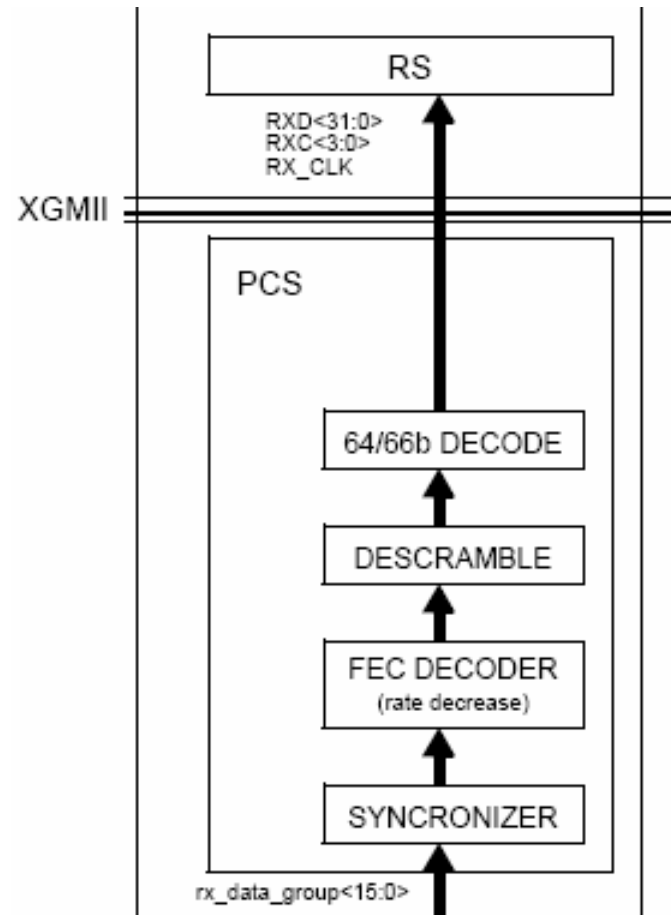 RS
RXD<31:0>
RXC<3:0>
RX_CLK
XGMII
PCS
64/66b DECODE
DESCRAMBLE
FEC DECODER
(rate decrease)
SYNCRONIZER
rx_data_group<15:0>